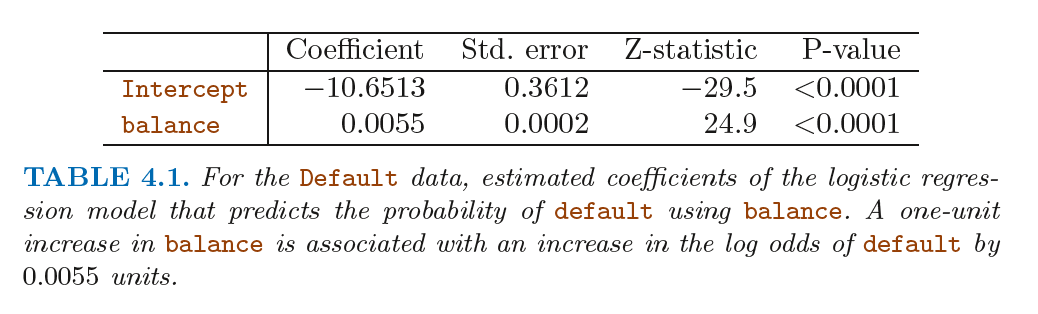 Coefficient Std. error Z-statistic P-value
Intercept −10.6513 0.3612 −29.5 <0.0001
balance 0.0055 0.0002 24.9 <0.0001
TABLE 4.1. For the Default data, estimated coefficients of the logistic regres-
sion model that predicts the probability of default using balance. A one-unit
increase in balance is associated with an increase in the log odds of default by
0.0055 units.